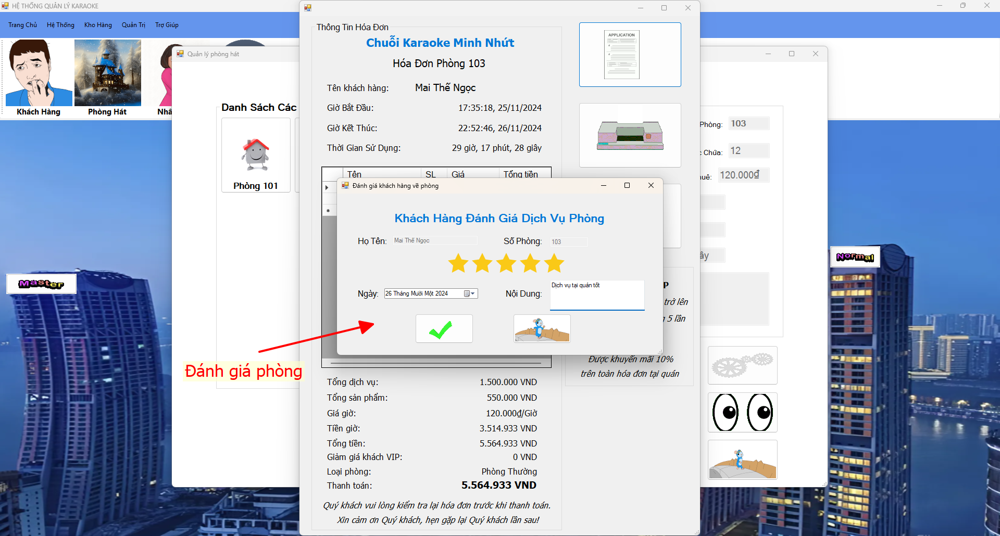 HỆ THỐNG QUẢN LÝ KARAOKE
Trang Chủ Hệ Thống Kho Hàng Quản Trị Trợ Giúp
Khách Hàng
Phòng Hát
Quản lý phòng hát
Danh Sách Các
Phòng 101
Master
Normal
Thông Tin Hóa Đơn
Chuỗi Karaoke Minh Nhứt
Hóa Đơn Phòng 103
Tên khách hàng: Mai Thế Ngọc
Giờ Bắt Đầu: 17:35:18, 25/11/2024
Giờ Kết Thúc: 22:52:46, 26/11/2024
Thời Gian Sử Dụng: 29 giờ, 17 phút, 28 giây
Tên SL Giá Tổng tiền
APPLICATION
Phòng: 103
Chứa: 12
120.000₫
Đánh giá khách hàng về phòng
Khách Hàng Đánh Giá Dịch Vụ Phòng
Họ Tên: Mai Thế Ngọc Số Phòng: 103
Ngày: 26 Tháng Mười Một 2024 Nội Dung: Dịch vụ tại quán tốt
trở lên
5 lần
Được khuyến mãi 10%
trên toàn hóa đơn tại quán
Đánh giá phòng
Tổng dịch vụ: 1.500.000 VND
Tổng sản phẩm: 550.000 VND
Giá giờ: 120.000₫/Giờ
Tiền giờ: 3.514.933 VND
Tổng tiền: 5.564.933 VND
Giảm giá khách VIP: 0 VND
Loại phòng: Phòng Thường
Thanh toán: 5.564.933 VND
Quý khách vui lòng kiểm tra lại hóa đơn trước khi thanh toán.
Xin cảm ơn Quý khách, hẹn gặp lại Quý khách lần sau!